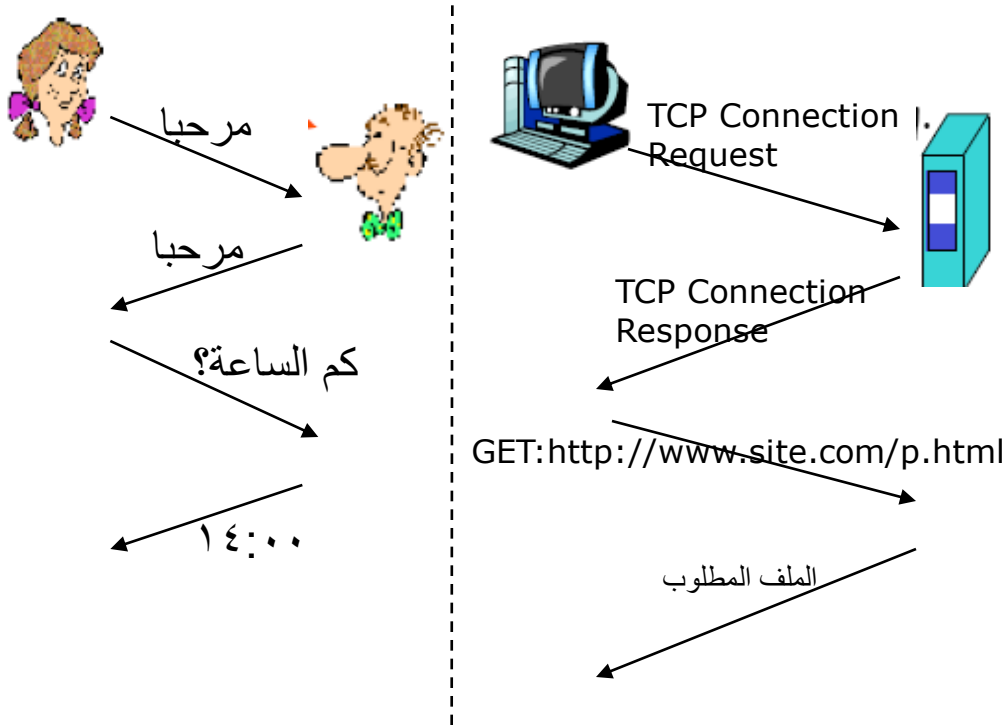 مرحبا
مرحبا
كم الساعة؟
١٤:٠٠
TCP Connection
Request
TCP Connection
Response
GET:http://www.site.com/p.html
الملف المطلوب